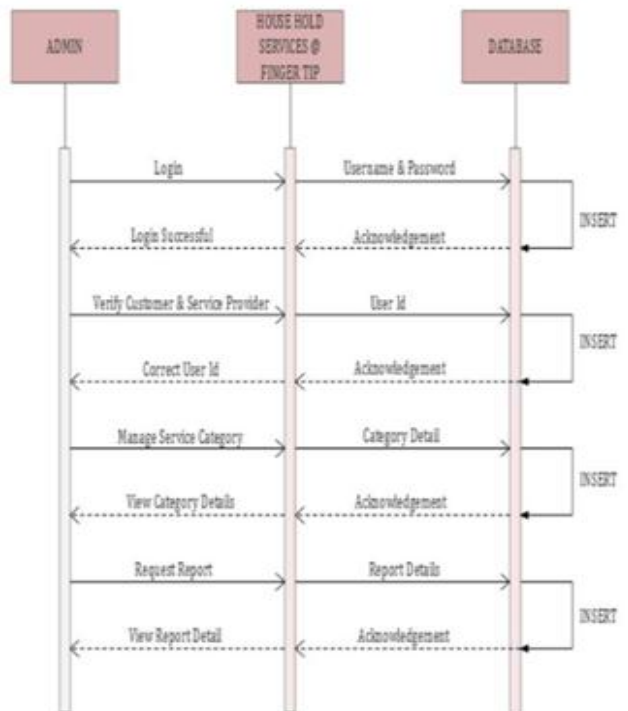 ADMIN
HOUSE HOLD
SERVICES @
FINGER TIP
DATABASE
Login
Username & Password
INSERT
Login Successful
Acknowledgement
Verify Customer & Service Provider
User Id
INSERT
Correct User Id
Acknowledgement
Manage Service Category
Category Detail
INSERT
View Category Details
Acknowledgement
Request Report
Report Details
INSERT
View Report Detail
Acknowledgement